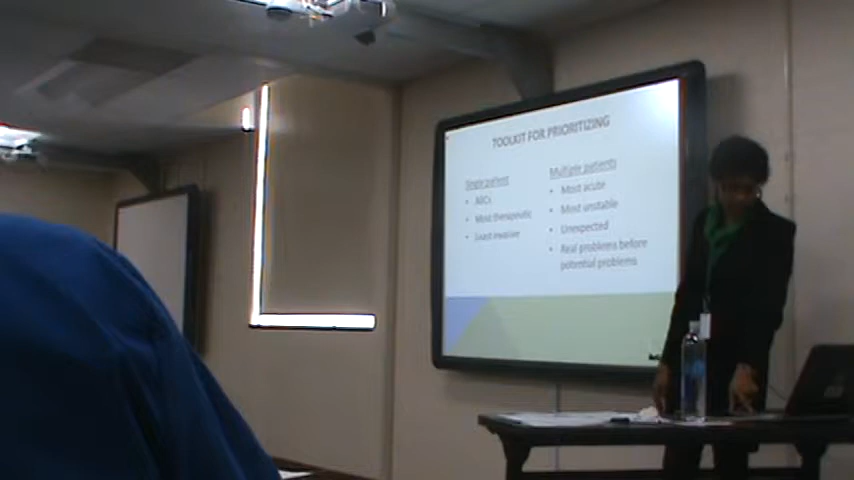 TOOLKIT FOR PRIORITIZING
Single patient
• ABCs
• Most therapeutic
• Least invasive
Multiple patients
• Most acute
• Most unstable
• Unexpected
• Real problems before
potential problems